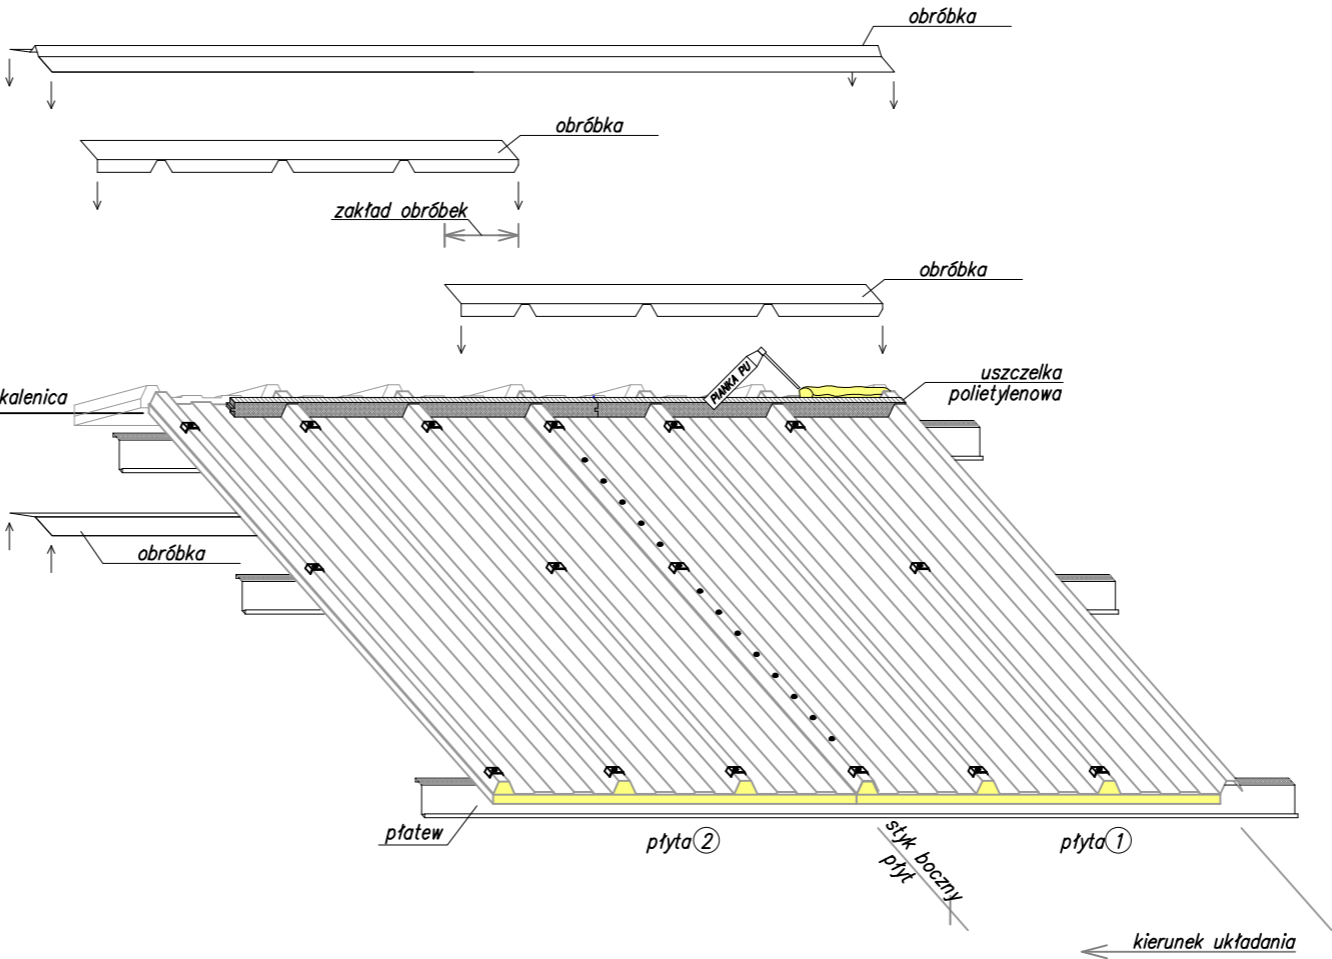 obróbka
obróbka
zakład obróbek
obróbka
PIANKA PU
kalenica
uszczelka
polietylenowa
obróbka
płatew
płyta 2
styk boczny
płyt
płyta 1
kierunek układania